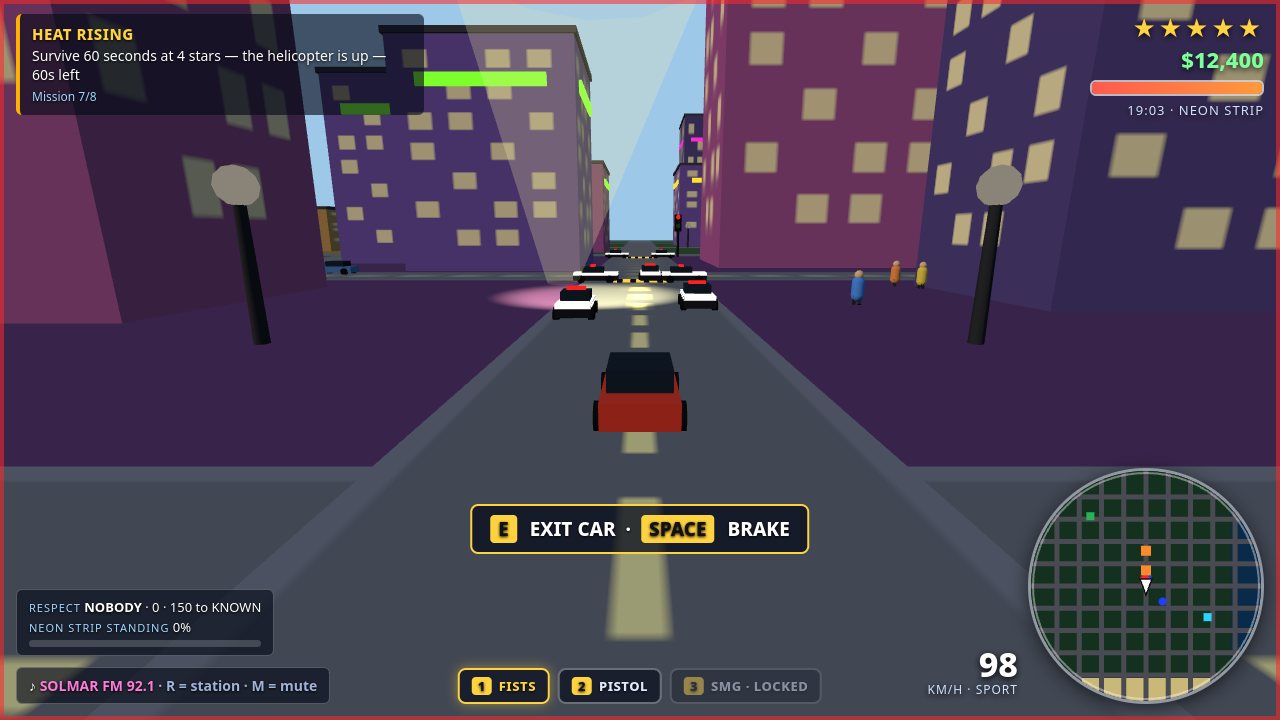 HEAT RISING
Survive 60 seconds at 4 stars — the helicopter is up —
60s left
Mission 7/8
★★★★★
$12,400
19:03 · NEON STRIP
E EXIT CAR · SPACE BRAKE
RESPECT NOBODY · 0 · 150 to KNOWN
NEON STRIP STANDING 0%
♪ SOLMAR FM 92.1 · R = station · M = mute
1 FISTS
2 PISTOL
3 SMG · LOCKED
98
KM/H · SPORT